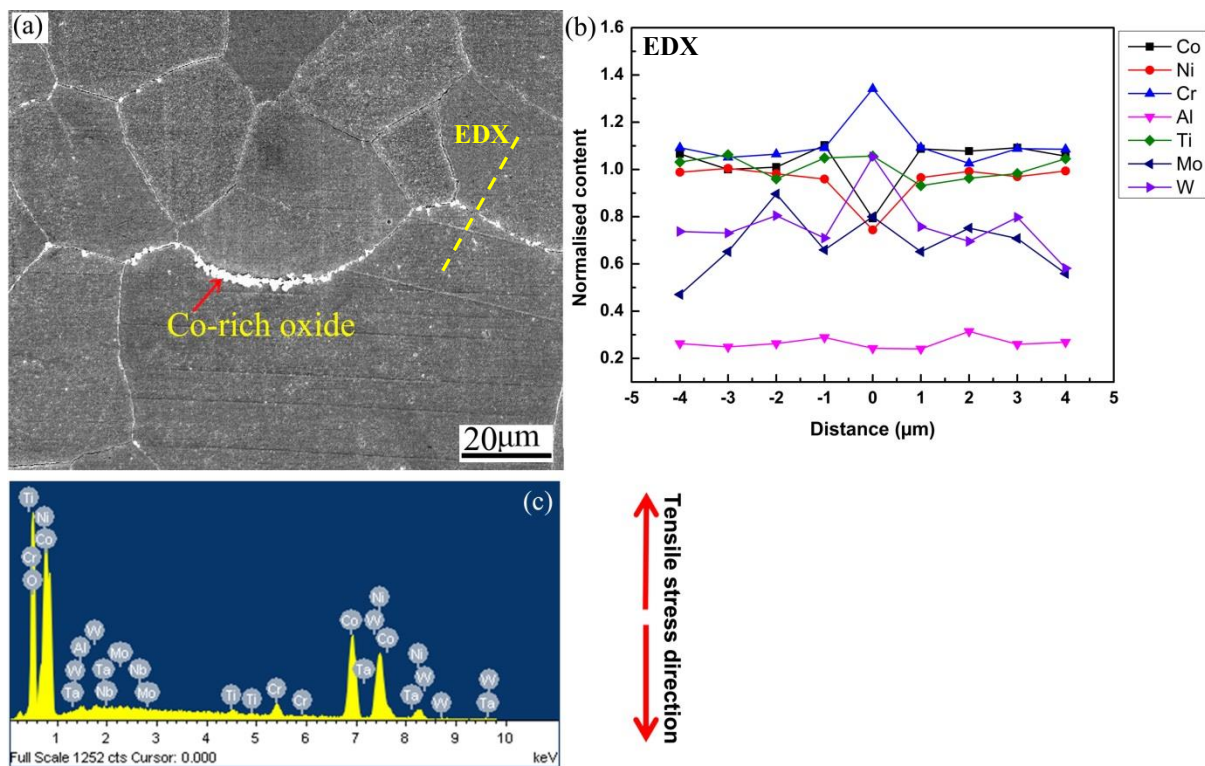 (a)
EDX
Co-rich oxide
20μm
(b)
EDX
Normalised content
1.6
1.4
1.2
1.0
0.8
0.6
0.4
0.2
-5 -4 -3 -2 -1 0 1 2 3 4 5
Distance (μm)
Co
Ni
Cr
Al
Ti
Mo
W
(c)
Ti
Ni
Co
Cr
O
W
Al
Mo
W
Ta
Nb
Ta
Nb
Mo
Ti
Ti
Cr
Cr
Co
Ta
Ni
W
Co
Ni
W
Ta
W
W
Ta
1 2 3 4 5 6 7 8 9 10
Full Scale 1252 cts Cursor: 0.000 keV
Tensile stress direction